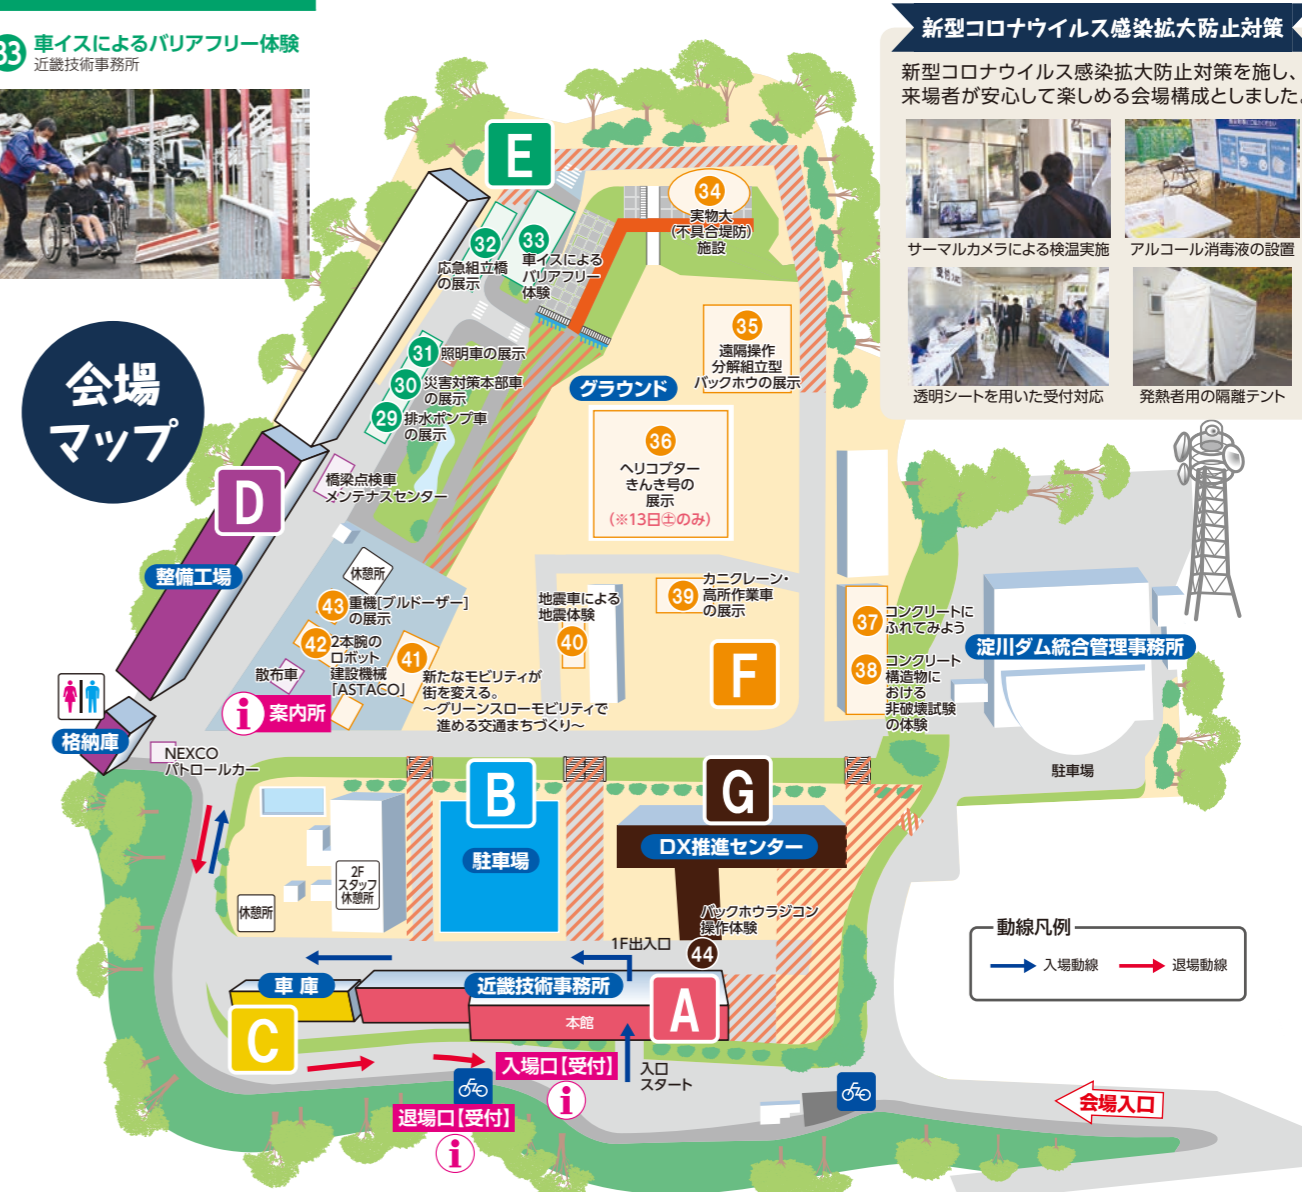 33 車イスによるバリアフリー体験
近畿技術事務所
新型コロナウイルス感染拡大防止対策
新型コロナウイルス感染拡大防止対策を施し、
来場者が安心して楽しめる会場構成としました。
サーマルカメラによる検温実施
アルコール消毒液の設置
受付
透明シートを用いた受付対応
発熱者用の隔離テント
会場
マップ
E
32
応急組立橋
の展示
33
車イスによる
バリアフリー
体験
34
実物大
(不具合堤防)
施設
31 照明車の展示
30 災害対策本部車
の展示
29 排水ポンプ車
の展示
35
遠隔操作
分解組立型
バックホウの展示
グラウンド
36
ヘリコプター
きんき号の
展示
(※13日㊏のみ)
橋梁点検車
メンテナスセンター
D
整備工場
休憩所
43 重機[ブルドーザー]
の展示
42 2本腕の
ロボット
建設機械
「ASTACO」
41
新たなモビリティが
街を変える。
～グリーンスローモビリティで
進める交通まちづくり～
散布車
i 案内所
地震車による
地震体験
40
39 カニクレーン・
高所作業車
の展示
F
37 コンクリートに
ふれてみよう
38 コンクリート
構造物に
おける
非破壊試験
の体験
淀川ダム統合管理事務所
駐車場
格納庫
NEXCO
パトロールカー
B
駐車場
G
DX推進センター
2F
スタッフ
休憩所
休憩所
バックホウラジコン
操作体験
44
1F出入口
車庫
C
近畿技術事務所
A
本館
入場口【受付】
i
入口
スタート
退場口【受付】
i
動線凡例
入場動線
退場動線
会場入口